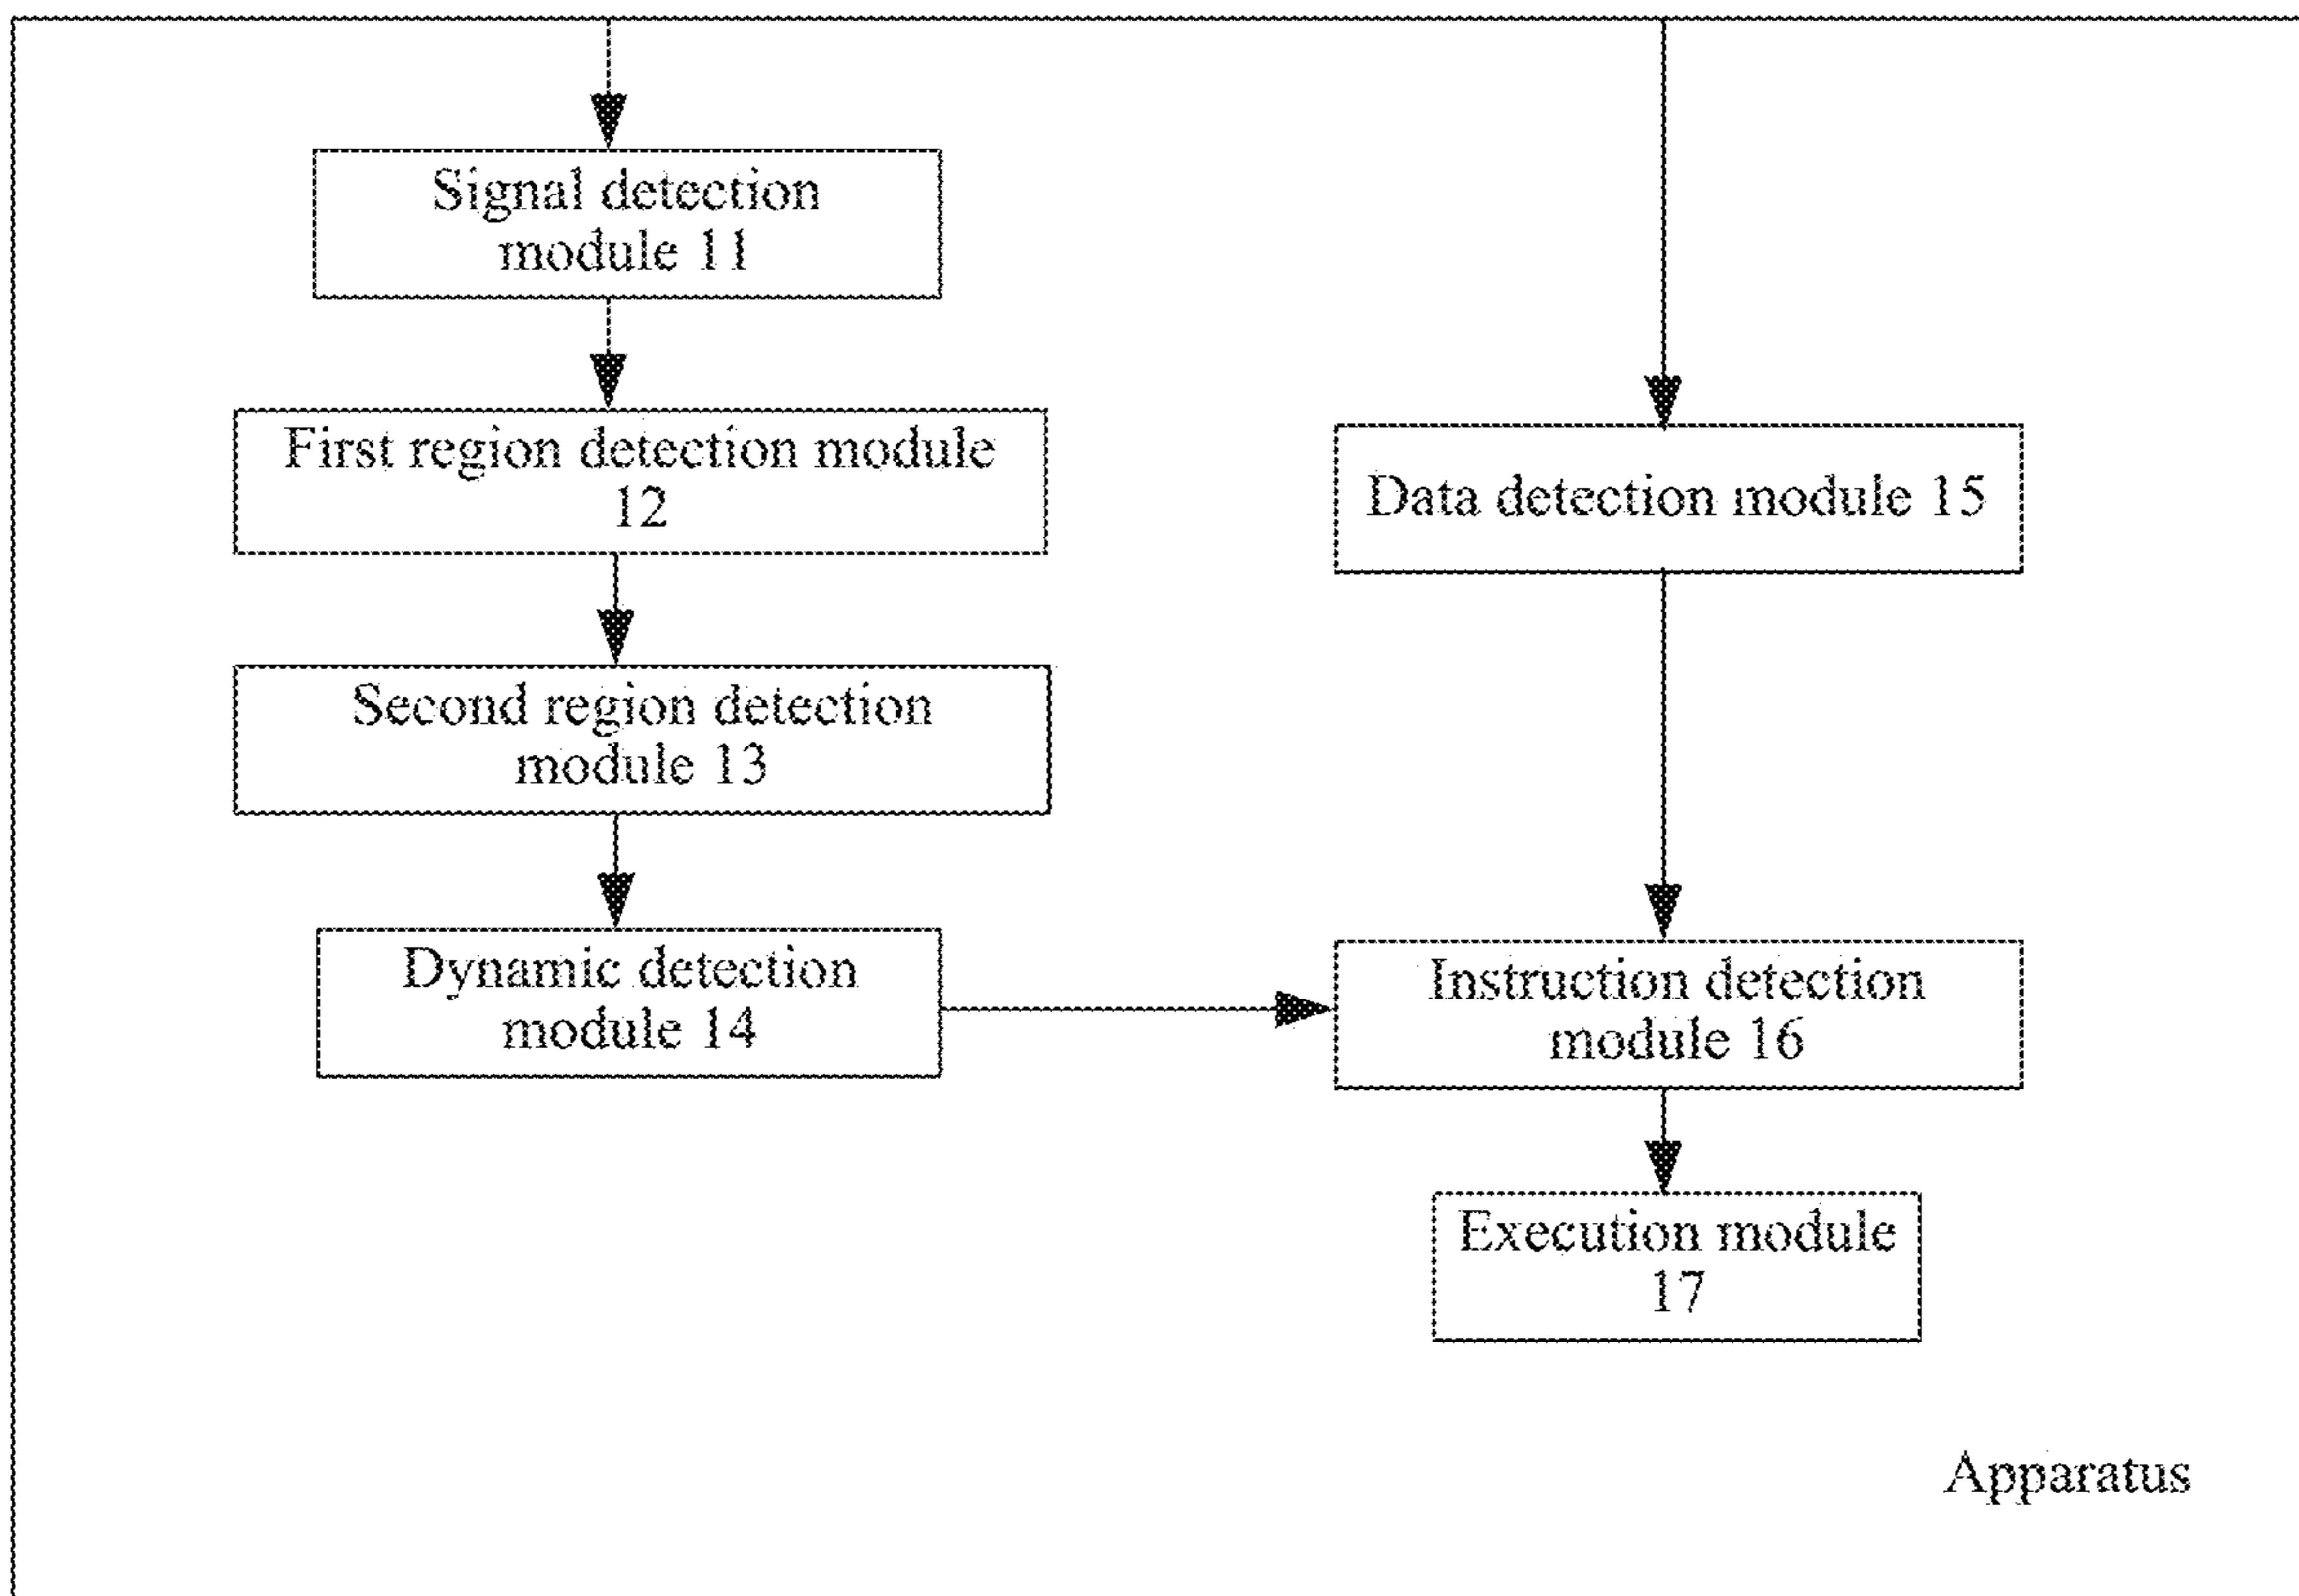 Signal detection
module 11
First region detection module
12
Second region detection
module 13
Dynamic detection
module 14
Data detection module 15
Instruction detection
module 16
Execution module
17
Apparatus